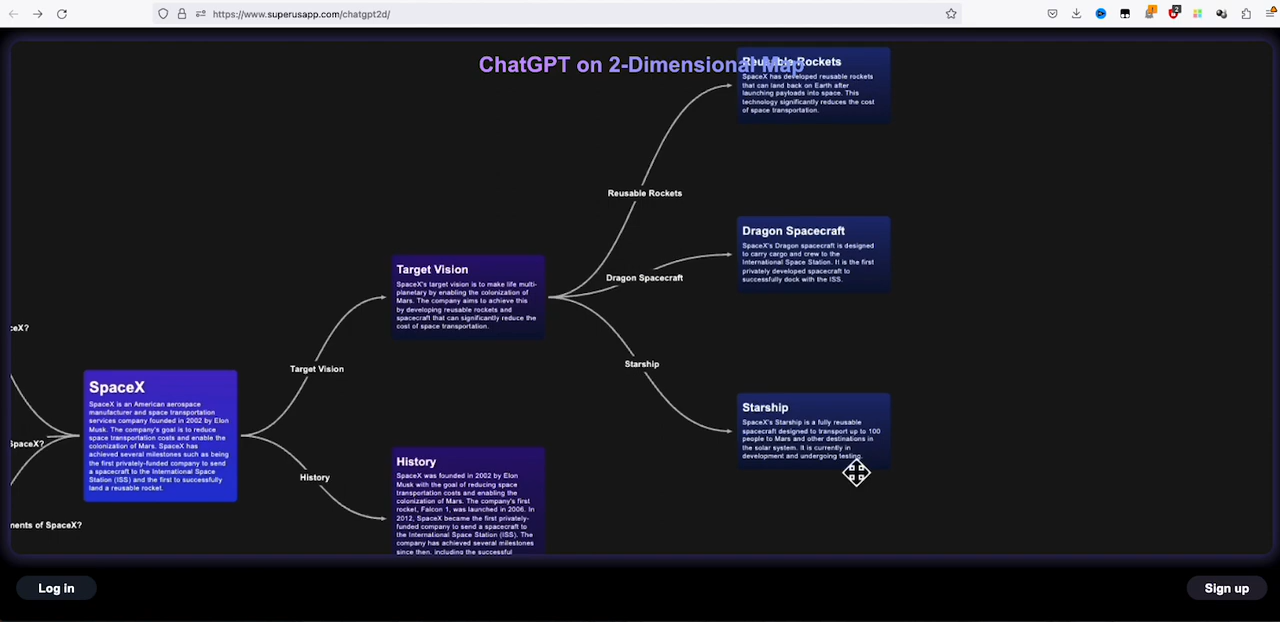 https://www.superusapp.com/chatgpt2d/
ChatGPT on 2-Dimensional Map
Reusable Rockets
SpaceX has developed reusable rockets
that can land back on Earth after
launching payloads into space. This
technology significantly reduces the cost
of space transportation.
Reusable Rockets
Dragon Spacecraft
SpaceX's Dragon spacecraft is designed
to carry cargo and crew to the
International Space Station. It is the first
privately developed spacecraft to
successfully dock with the ISS.
Dragon Spacecraft
Target Vision
SpaceX's target vision is to make life multi-
planetary by enabling the colonization of
Mars. The company aims to achieve this
by developing reusable rockets and
spacecraft that can significantly reduce the
cost of space transportation.
ceX?
Target Vision
Starship
SpaceX
SpaceX is an American aerospace
manufacturer and space transportation
services company founded in 2002 by Elon
Musk. The company's goal is to reduce
space transportation costs and enable the
colonization of Mars. SpaceX has
achieved several milestones such as being
the first privately-funded company to send
a spacecraft to the International Space
Station (ISS) and the first to successfully
land a reusable rocket.
Starship
SpaceX's Starship is a fully reusable
spacecraft designed to transport up to 100
people to Mars and other destinations in
the solar system. It is currently in
development and undergoing testing.
SpaceX?
History
History
SpaceX was founded in 2002 by Elon
Musk with the goal of reducing space
transportation costs and enabling the
colonization of Mars. The company's first
rocket, Falcon 1, was launched in 2006. In
2012, SpaceX became the first privately-
funded company to send a spacecraft to
the International Space Station (ISS). The
company has achieved several milestones
since then, including the successful
ments of SpaceX?
Log in
Sign up